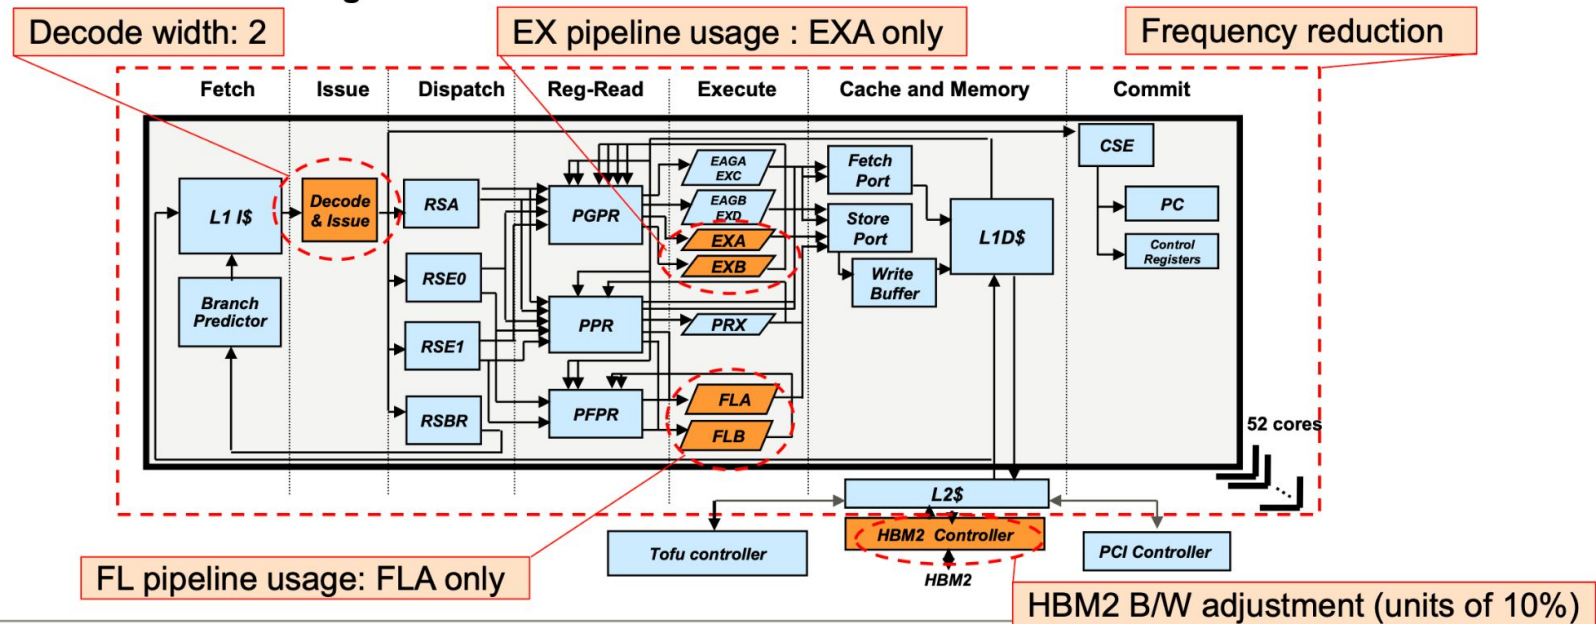 Decode width: 2
EX pipeline usage : EXA only
Frequency reduction
Fetch
Issue
Dispatch
Reg-Read
Execute
Cache and Memory
Commit
L1 I$
Branch
Predictor
Decode
& Issue
RSA
RSE0
RSE1
RSBR
PGPR
PPR
PFPR
EAGA
EXC
EAGB
EXD
EXA
EXB
PRX
FLA
FLB
Fetch
Port
Store
Port
Write
Buffer
L1D$
CSE
PC
Control
Registers
52 cores
L2$
HBM2 Controller
HBM2
Tofu controller
PCI Controller
FL pipeline usage: FLA only
HBM2 B/W adjustment (units of 10%)